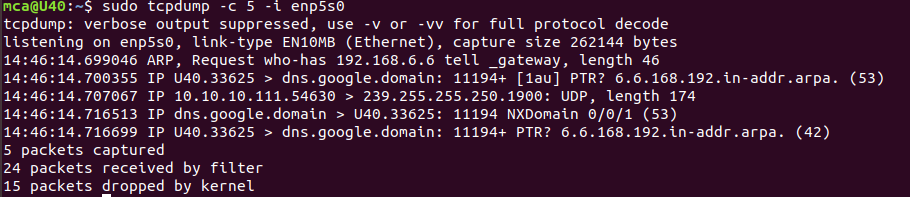 mca@U40:~$ sudo tcpdump -c 5 -i enp5s0
tcpdump: verbose output suppressed, use -v or -vv for full protocol decode
listening on enp5s0, link-type EN10MB (Ethernet), capture size 262144 bytes
14:46:14.699046 ARP, Request who-has 192.168.6.6 tell _gateway, length 46
14:46:14.700355 IP U40.33625 > dns.google.domain: 11194+ [1au] PTR? 6.6.168.192.in-addr.arpa. (53)
14:46:14.707067 IP 10.10.10.111.54630 > 239.255.255.250.1900: UDP, length 174
14:46:14.716513 IP dns.google.domain > U40.33625: 11194 NXDomain 0/0/1 (53)
14:46:14.716699 IP U40.33625 > dns.google.domain: 11194+ PTR? 6.6.168.192.in-addr.arpa. (42)
5 packets captured
24 packets received by filter
15 packets dropped by kernel